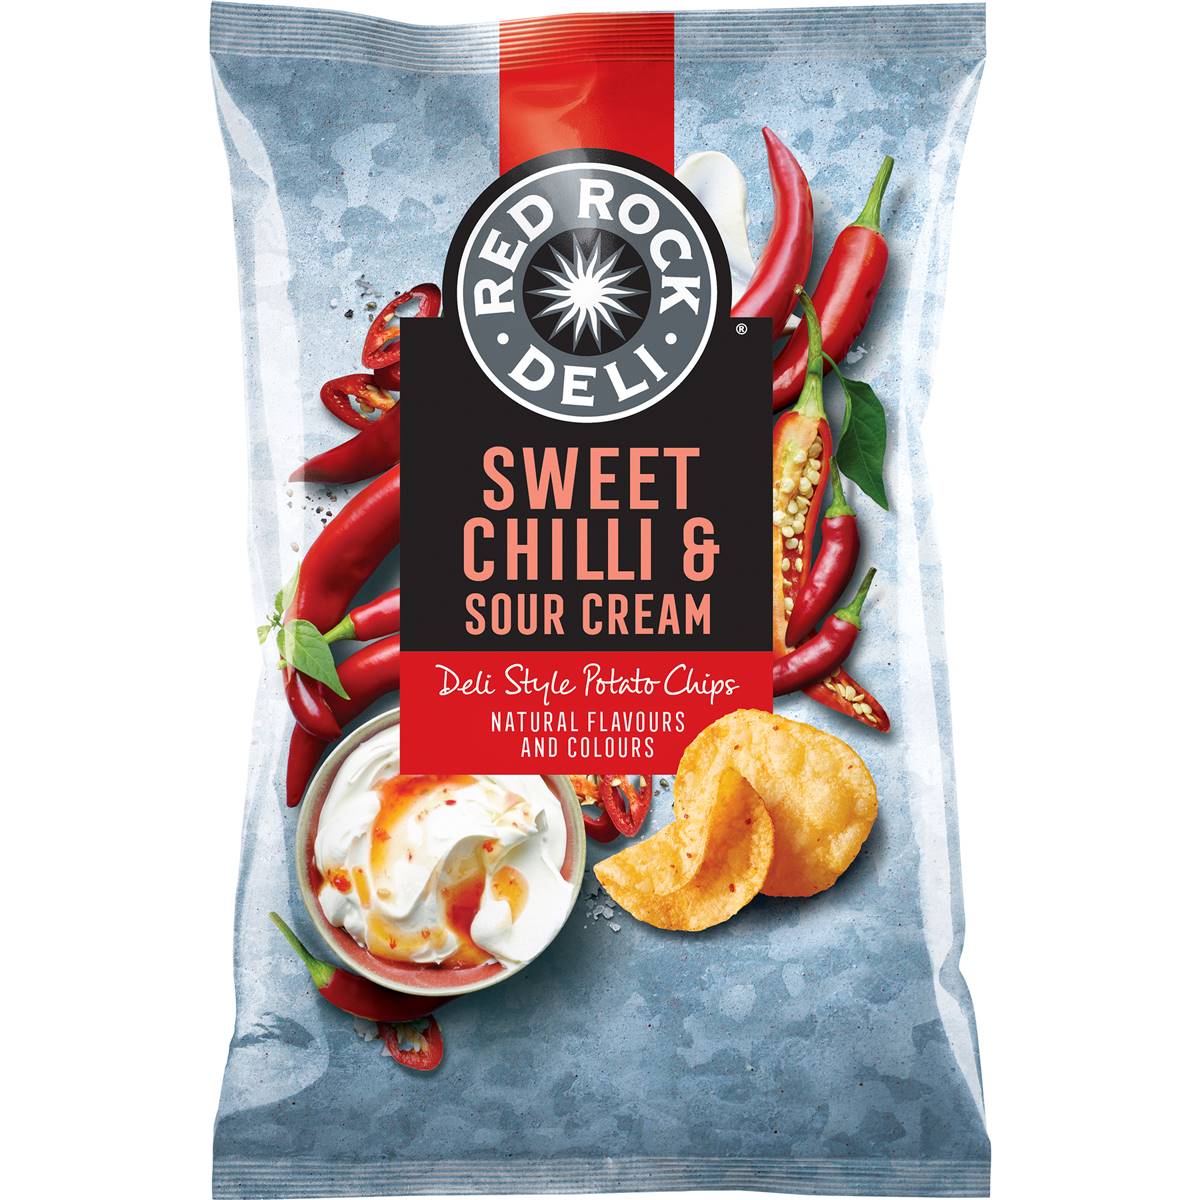 RED ROCK
DELI
®
SWEET
CHILLI &
SOUR CREAM
Deli Style Potato Chips
NATURAL FLAVOURS
AND COLOURS